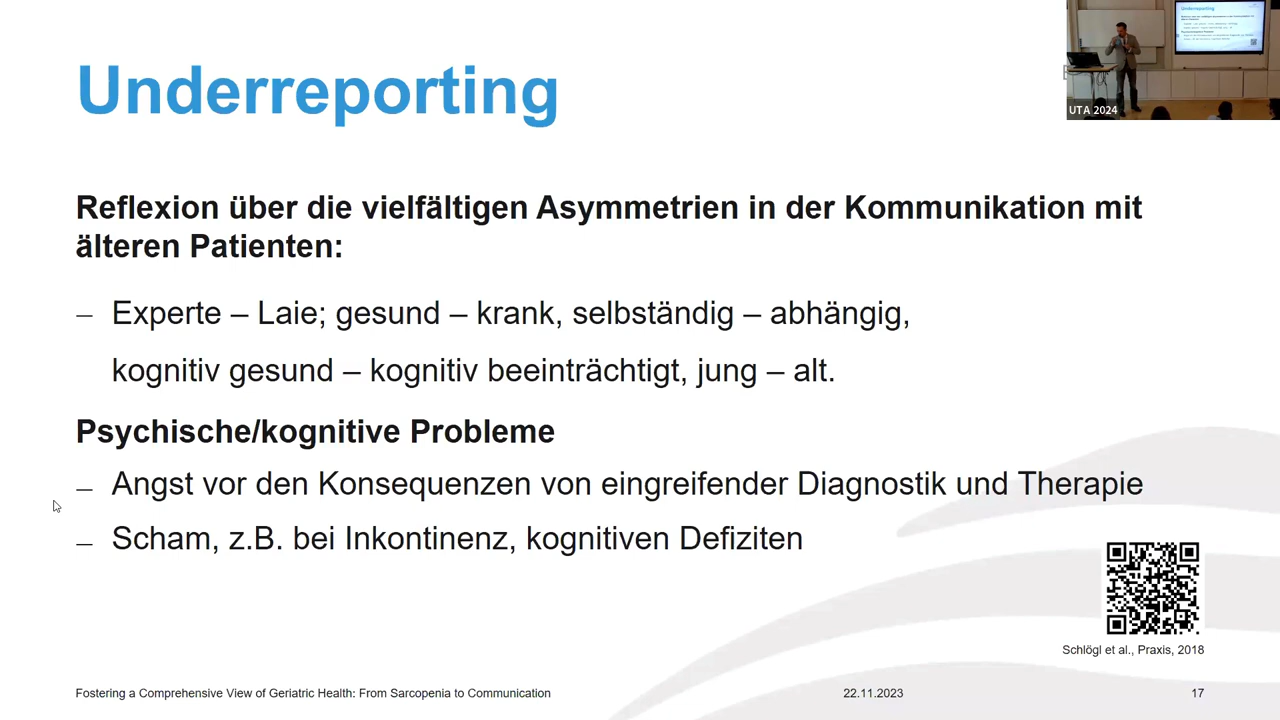 Underreporting
UTA 2024
Reflexion über die vielfältigen Asymmetrien in der Kommunikation mit
älteren Patienten:
– Experte – Laie; gesund – krank, selbständig – abhängig,
kognitiv gesund – kognitiv beeinträchtigt, jung – alt.
Psychische/kognitive Probleme
– Angst vor den Konsequenzen von eingreifender Diagnostik und Therapie
– Scham, z.B. bei Inkontinenz, kognitiven Defiziten
Schlögl et al., Praxis, 2018
Fostering a Comprehensive View of Geriatric Health: From Sarcopenia to Communication
22.11.2023
17